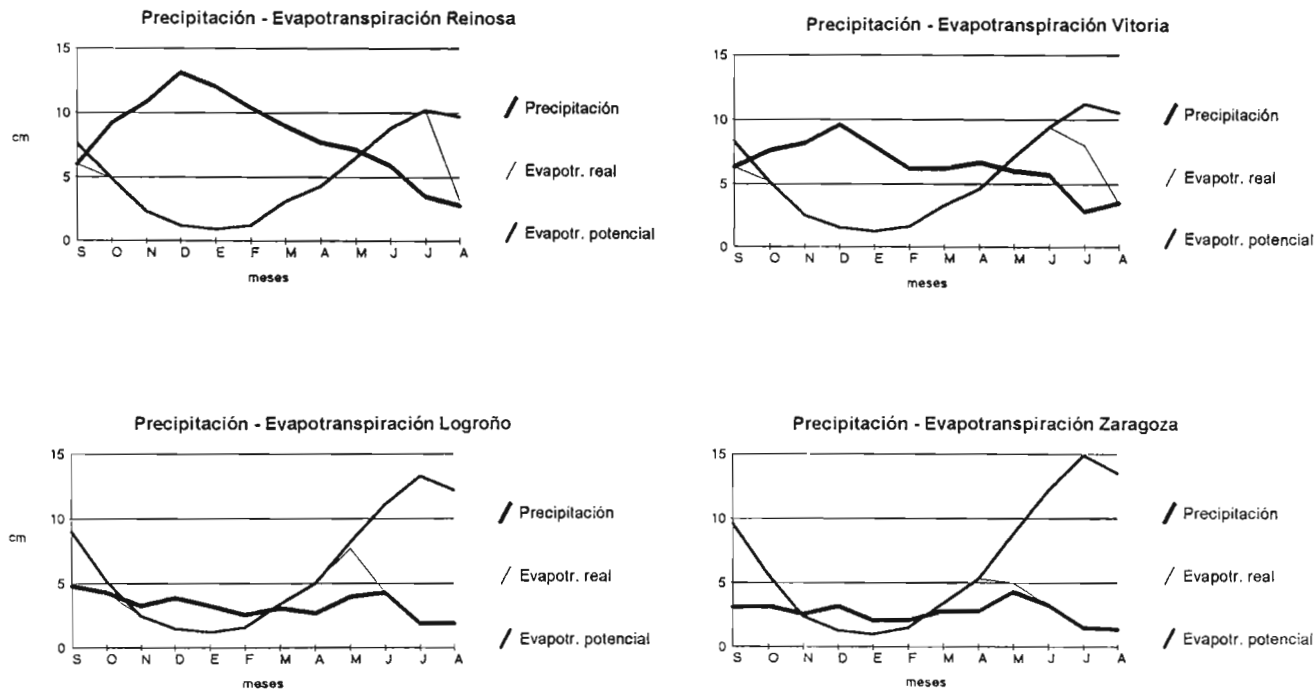 Precipitación - Evapotranspiración Reinosa
15
10
cm
5
0
S O N D E F M A M J J A
meses
Precipitación
Evapotr. real
Evapotr. potencial
Precipitación - Evapotranspiración Vitoria
15
10
5
0
S O N D E F M A M J J A
meses
Precipitación
Evapotr. real
Evapotr. potencial
Precipitación - Evapotranspiración Logroño
15
10
cm
5
0
S O N D E F M A M J J A
meses
Precipitación
Evapotr. real
Evapotr. potencial
Precipitación - Evapotranspiración Zaragoza
15
10
5
0
S O N D E F M A M J J A
meses
Precipitación
Evapotr. real
Evapotr. potencial